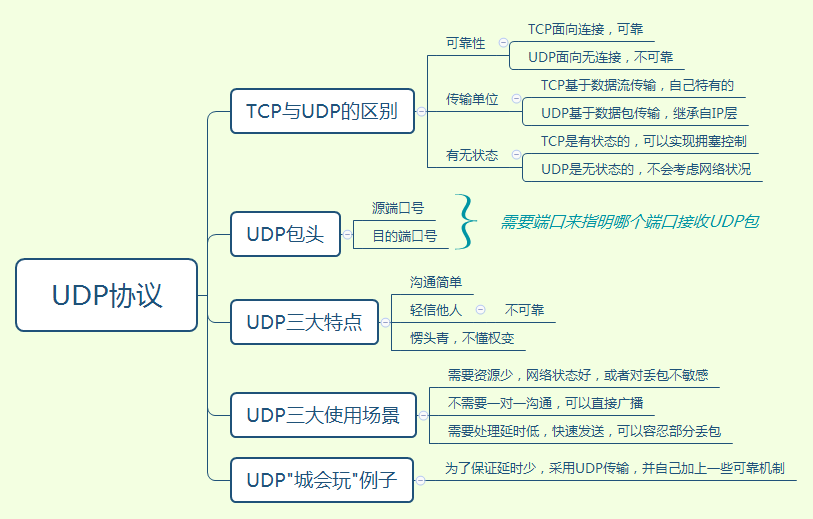 UDP协议
TCP与UDP的区别
可靠性
TCP面向连接，可靠
UDP面向无连接，不可靠
传输单位
TCP基于数据流传输，自己特有的
UDP基于数据包传输，继承自IP层
有无状态
TCP是有状态的，可以实现拥塞控制
UDP是无状态的，不会考虑网络状况
UDP包头
源端口号
目的端口号
需要端口来指明哪个端口接收UDP包
UDP三大特点
沟通简单
轻信他人
不可靠
愣头青，不懂权变
UDP三大使用场景
需要资源少，网络状态好，或者对丢包不敏感
不需要一对一沟通，可以直接广播
需要处理延时低，快速发送，可以容忍部分丢包
UDP"城会玩"例子
为了保证延时少，采用UDP传输，并自己加上一些可靠机制